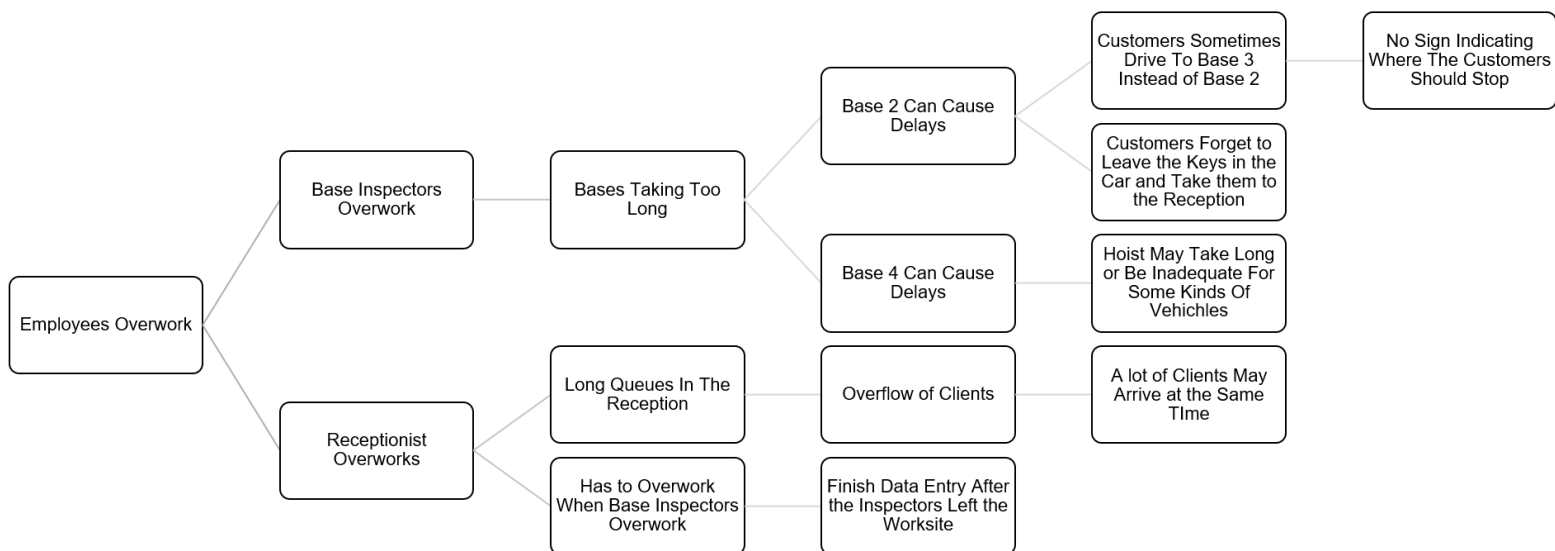 Employees Overwork
Base Inspectors
Overwork
Bases Taking Too
Long
Base 2 Can Cause
Delays
Customers Sometimes
Drive To Base 3
Instead of Base 2
No Sign Indicating
Where The Customers
Should Stop
Customers Forget to
Leave the Keys in the
Car and Take them to
the Reception
Base 4 Can Cause
Delays
Hoist May Take Long
or Be Inadequate For
Some Kinds Of
Vehichles
Receptionist
Overworks
Long Queues In The
Reception
Overflow of Clients
A lot of Clients May
Arrive at the Same
TIme
Has to Overwork
When Base Inspectors
Overwork
Finish Data Entry After
the Inspectors Left the
Worksite